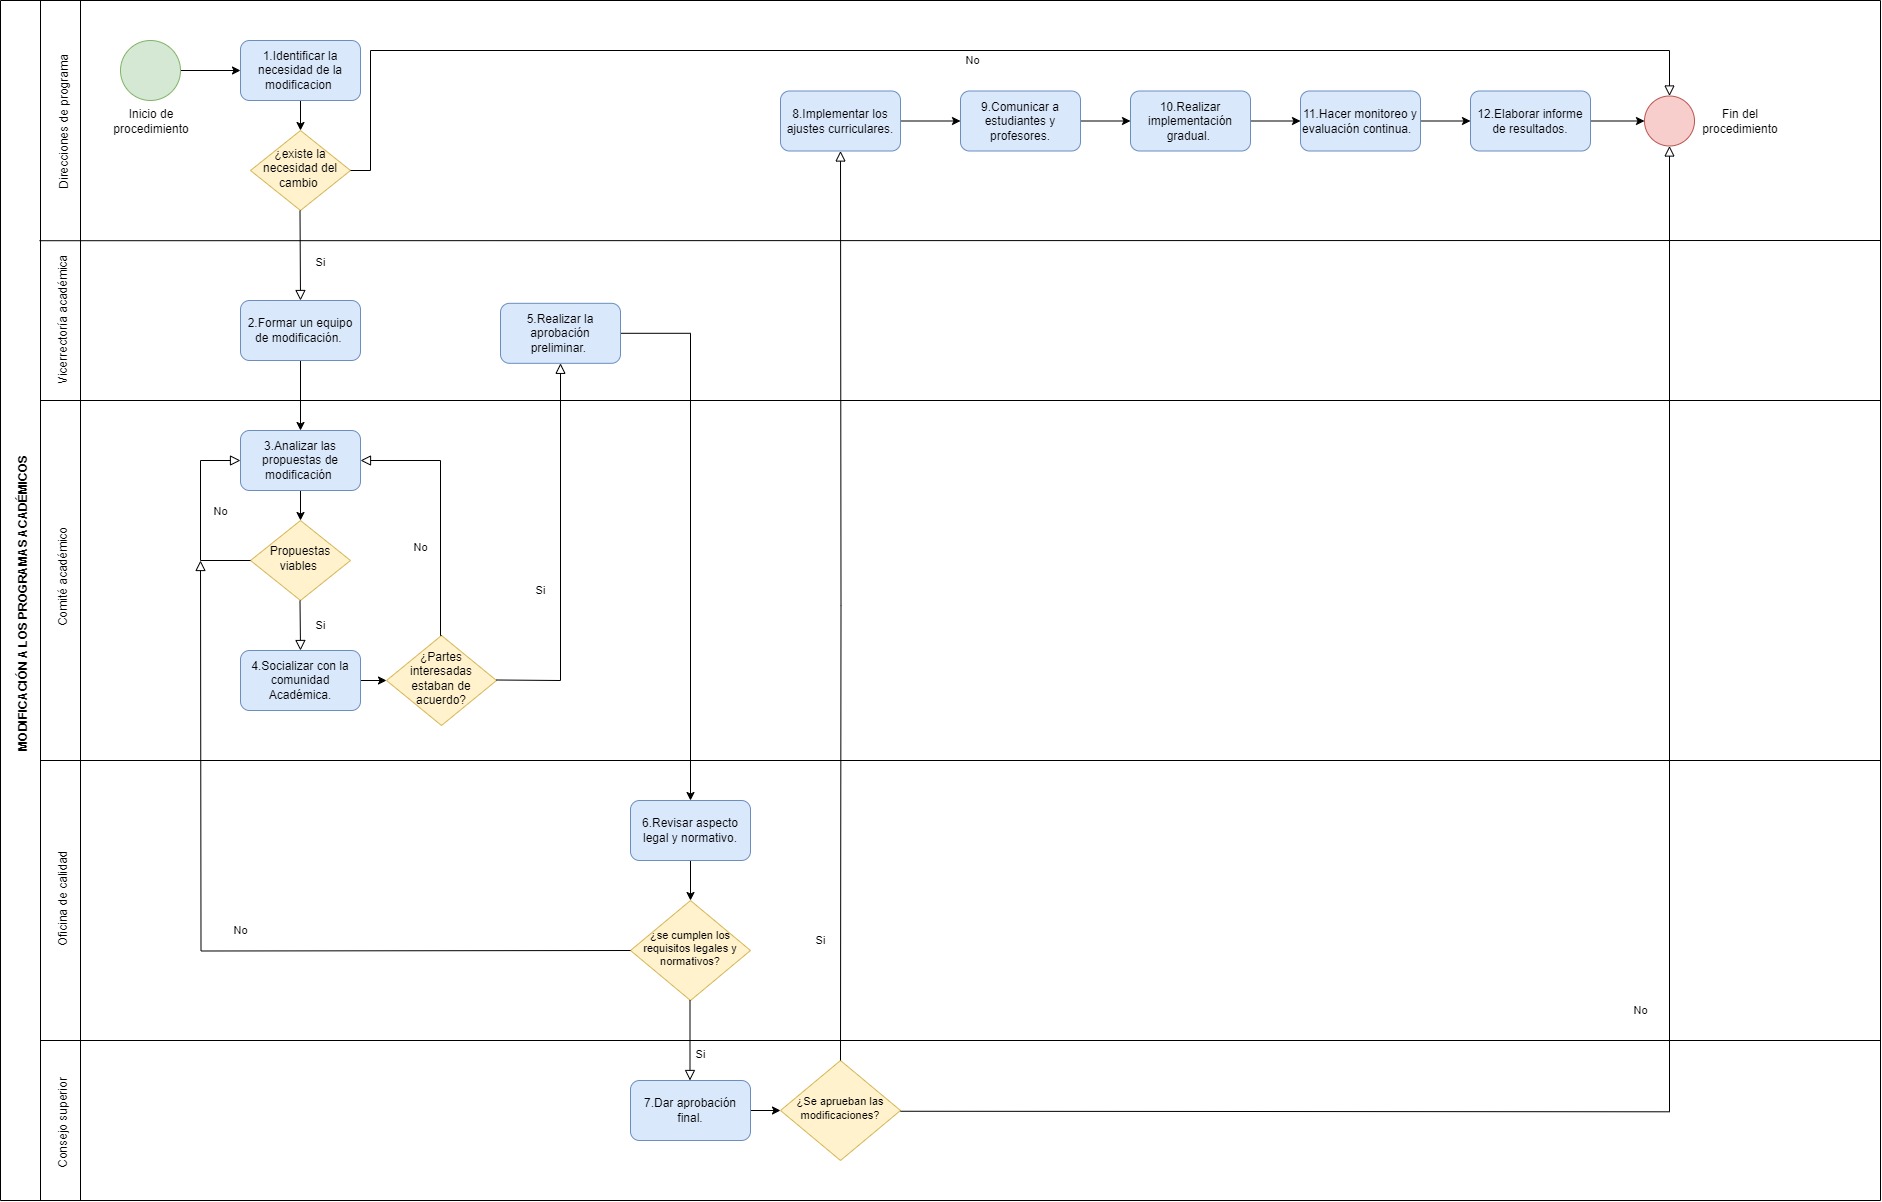 MODIFICACIÓN A LOS PROGRAMAS ACADÉMICOS
Direcciones de programa
Inicio de
procedimiento
1.Identificar la
necesidad de la
modificacion
¿existe la
necesidad del
cambio
No
8.Implementar los
ajustes curriculares.
9.Comunicar a
estudiantes y
profesores.
10.Realizar
implementación
gradual.
11.Hacer monitoreo y
evaluación continua.
12.Elaborar informe
de resultados.
Fin del
procedimiento
Vicerrectoría académica
Si
2.Formar un equipo
de modificación.
5.Realizar la
aprobación
preliminar.
Comité académico
3.Analizar las
propuestas de
modificación
No
Propuestas
viables
No
Si
Si
4.Socializar con la
comunidad
Académica.
¿Partes
interesadas
estaban de
acuerdo?
Oficina de calidad
6.Revisar aspecto
legal y normativo.
No
¿se cumplen los
requisitos legales y
normativos?
Si
No
Consejo superior
Si
7.Dar aprobación
final.
¿Se aprueban las
modificaciones?